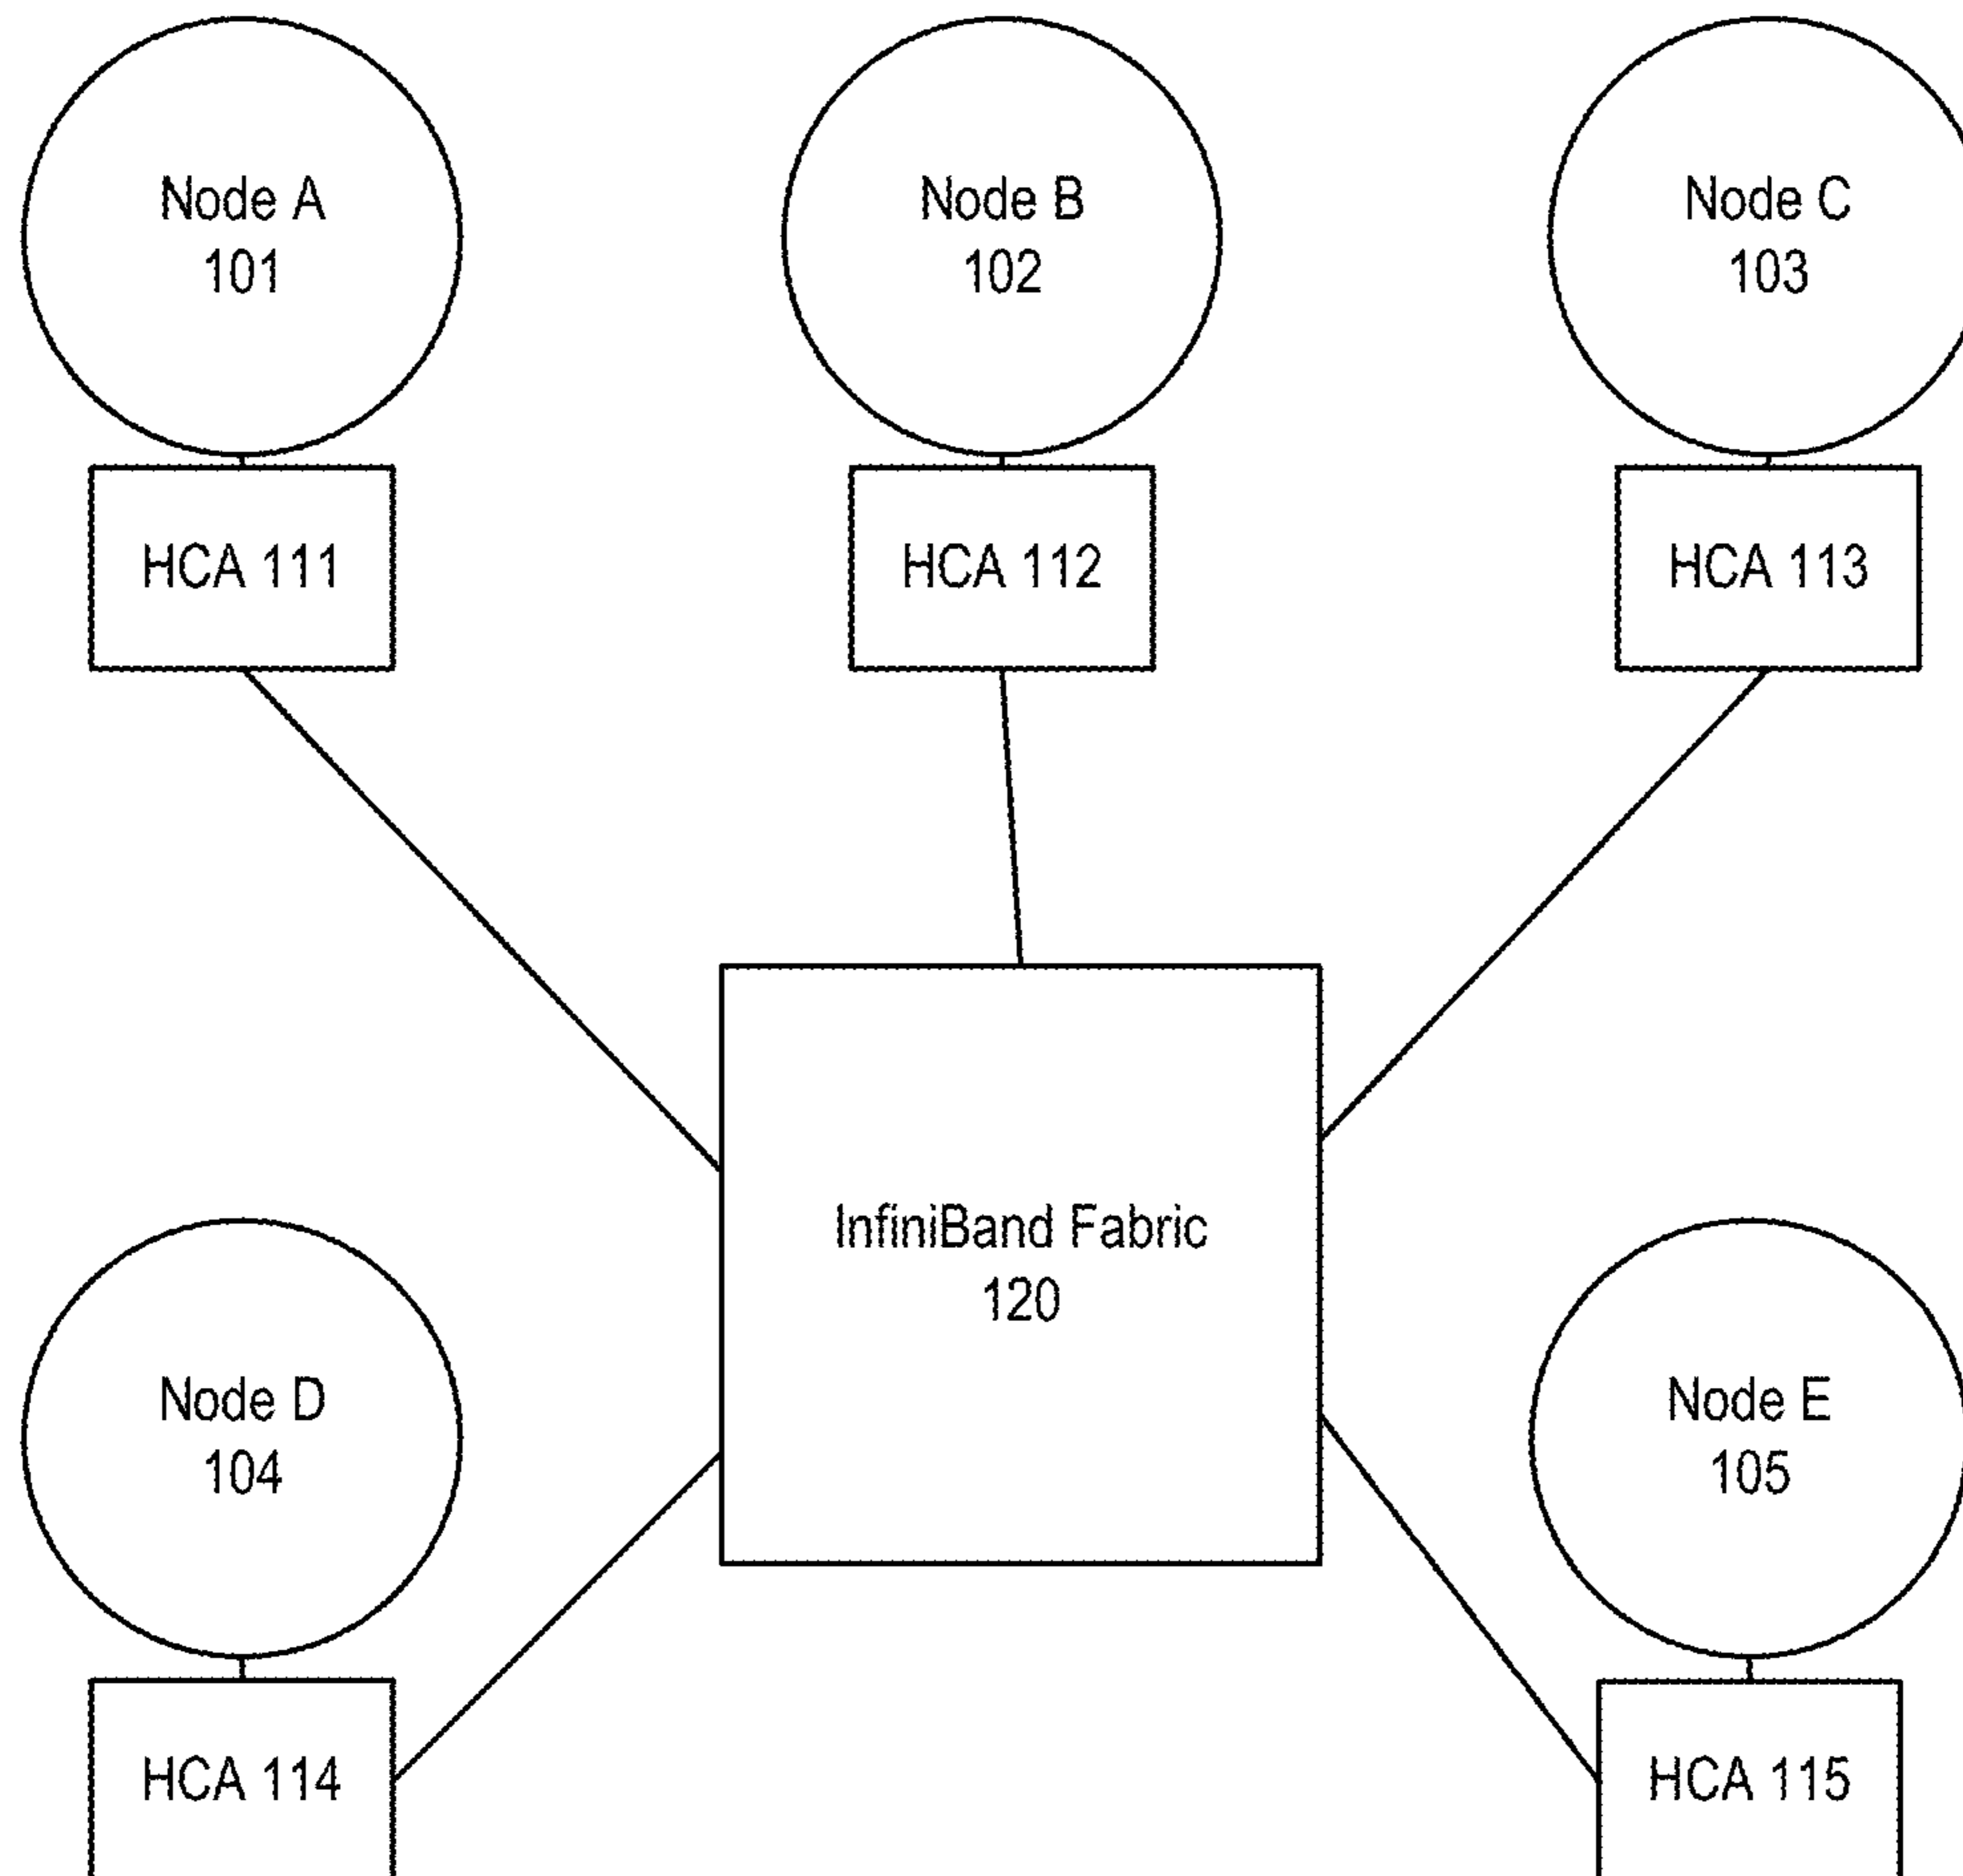 Node A
101
Node B
102
Node C
103
HCA 111
HCA 112
HCA 113
InfiniBand Fabric
120
Node D
104
Node E
105
HCA 114
HCA 115